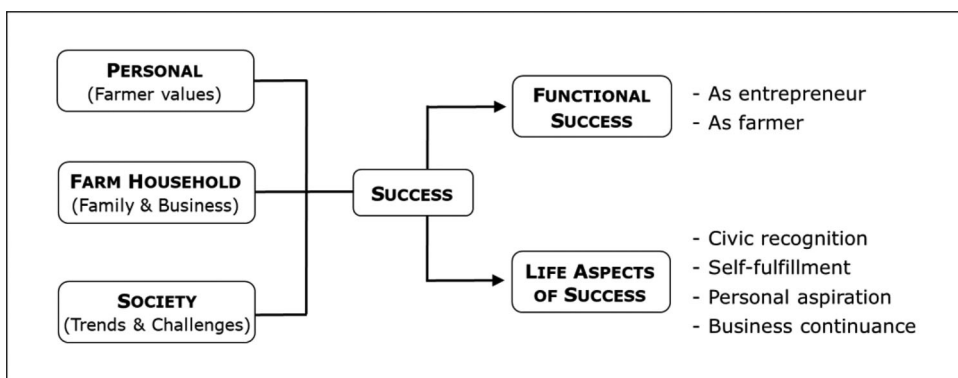 PERSONAL
(Farmer values)
FARM HOUSEHOLD
(Family & Business)
SOCIETY
(Trends & Challenges)
SUCCESS
FUNCTIONAL
SUCCESS
- As entrepreneur
- As farmer
LIFE ASPECTS
OF SUCCESS
- Civic recognition
- Self-fulfillment
- Personal aspiration
- Business continuance